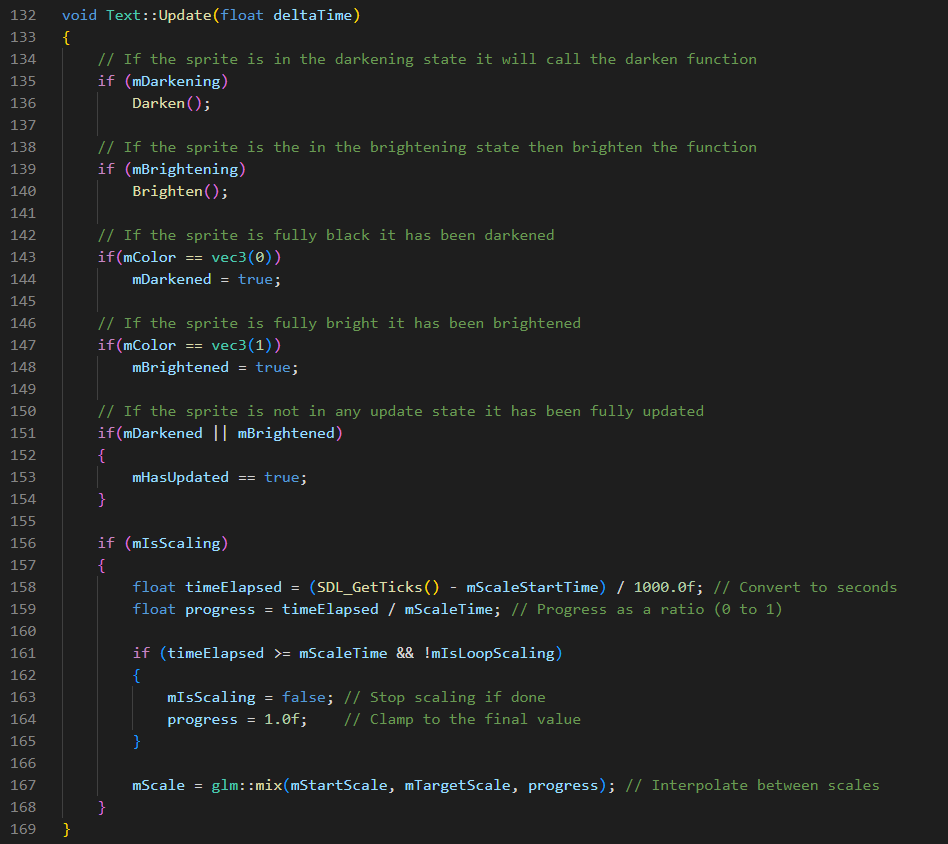 132 void Text::Update(float deltaTime)
133 {
134     // If the sprite is in the darkening state it will call the darken function
135     if (mDarkening)
136         Darken();
137
138     // If the sprite is the in the brightening state then brighten the function
139     if (mBrightening)
140         Brighten();
141
142     // If the sprite is fully black it has been darkened
143     if(mColor == vec3(0))
144         mDarkened = true;
145
146     // If the sprite is fully bright it has been brightened
147     if(mColor == vec3(1))
148         mBrightened = true;
149
150     // If the sprite is not in any update state it has been fully updated
151     if(mDarkened || mBrightened)
152     {
153         mHasUpdated == true;
154     }
155
156     if (mIsScaling)
157     {
158         float timeElapsed = (SDL_GetTicks() - mScaleStartTime) / 1000.0f; // Convert to seconds
159         float progress = timeElapsed / mScaleTime; // Progress as a ratio (0 to 1)
160
161         if (timeElapsed >= mScaleTime && !mIsLoopScaling)
162         {
163             mIsScaling = false; // Stop scaling if done
164             progress = 1.0f;    // Clamp to the final value
165         }
166
167         mScale = glm::mix(mStartScale, mTargetScale, progress); // Interpolate between scales
168     }
169 }